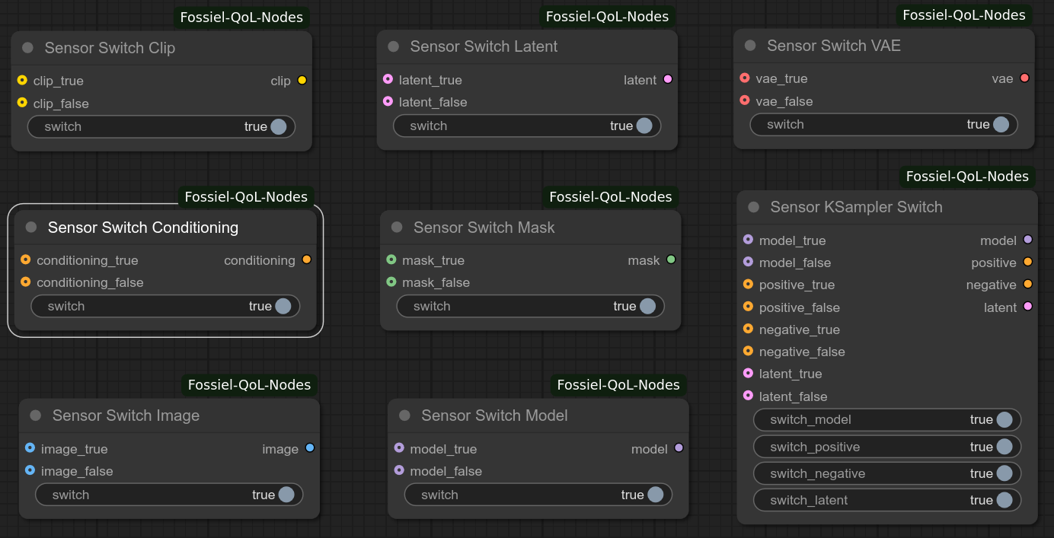 Fossiel-QoL-Nodes
Sensor Switch Clip
clip_true clip
clip_false
switch true
Fossiel-QoL-Nodes
Sensor Switch Latent
latent_true latent
latent_false
switch true
Fossiel-QoL-Nodes
Sensor Switch VAE
vae_true vae
vae_false
switch true
Fossiel-QoL-Nodes
Sensor Switch Conditioning
conditioning_true conditioning
conditioning_false
switch true
Fossiel-QoL-Nodes
Sensor Switch Mask
mask_true mask
mask_false
switch true
Fossiel-QoL-Nodes
Sensor KSampler Switch
model_true model
model_false positive
positive_true negative
positive_false latent
negative_true
negative_false
latent_true
latent_false
switch_model true
switch_positive true
switch_negative true
switch_latent true
Fossiel-QoL-Nodes
Sensor Switch Image
image_true image
image_false
switch true
Fossiel-QoL-Nodes
Sensor Switch Model
model_true model
model_false
switch true